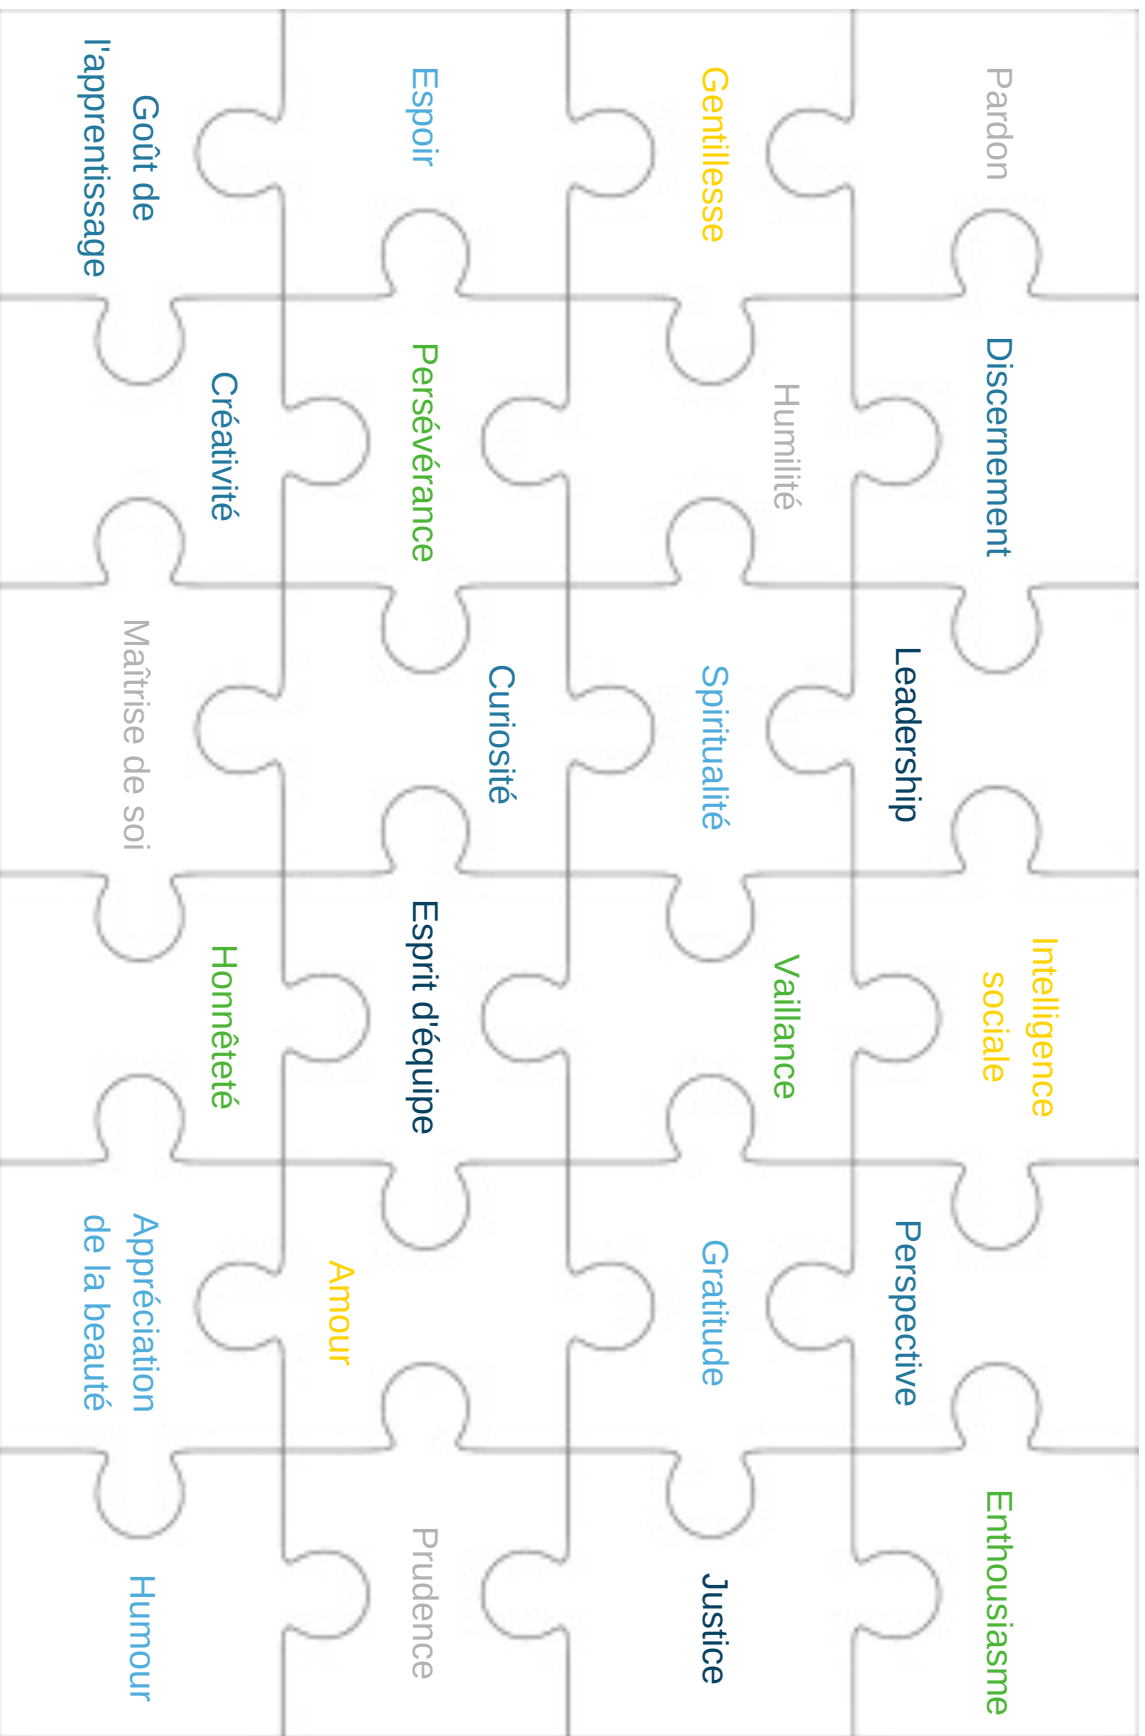 Pardon
Discernement
Leadership
Intelligence
sociale
Perspective
Enthousiasme
Gentillesse
Humilité
Spiritualité
Vaillance
Gratitude
Justice
Espoir
Persévérance
Curiosité
Esprit d'équipe
Amour
Prudence
Goût de
l'apprentissage
Créativité
Maîtrise de soi
Honnêteté
Appréciation
de la beauté
Humour